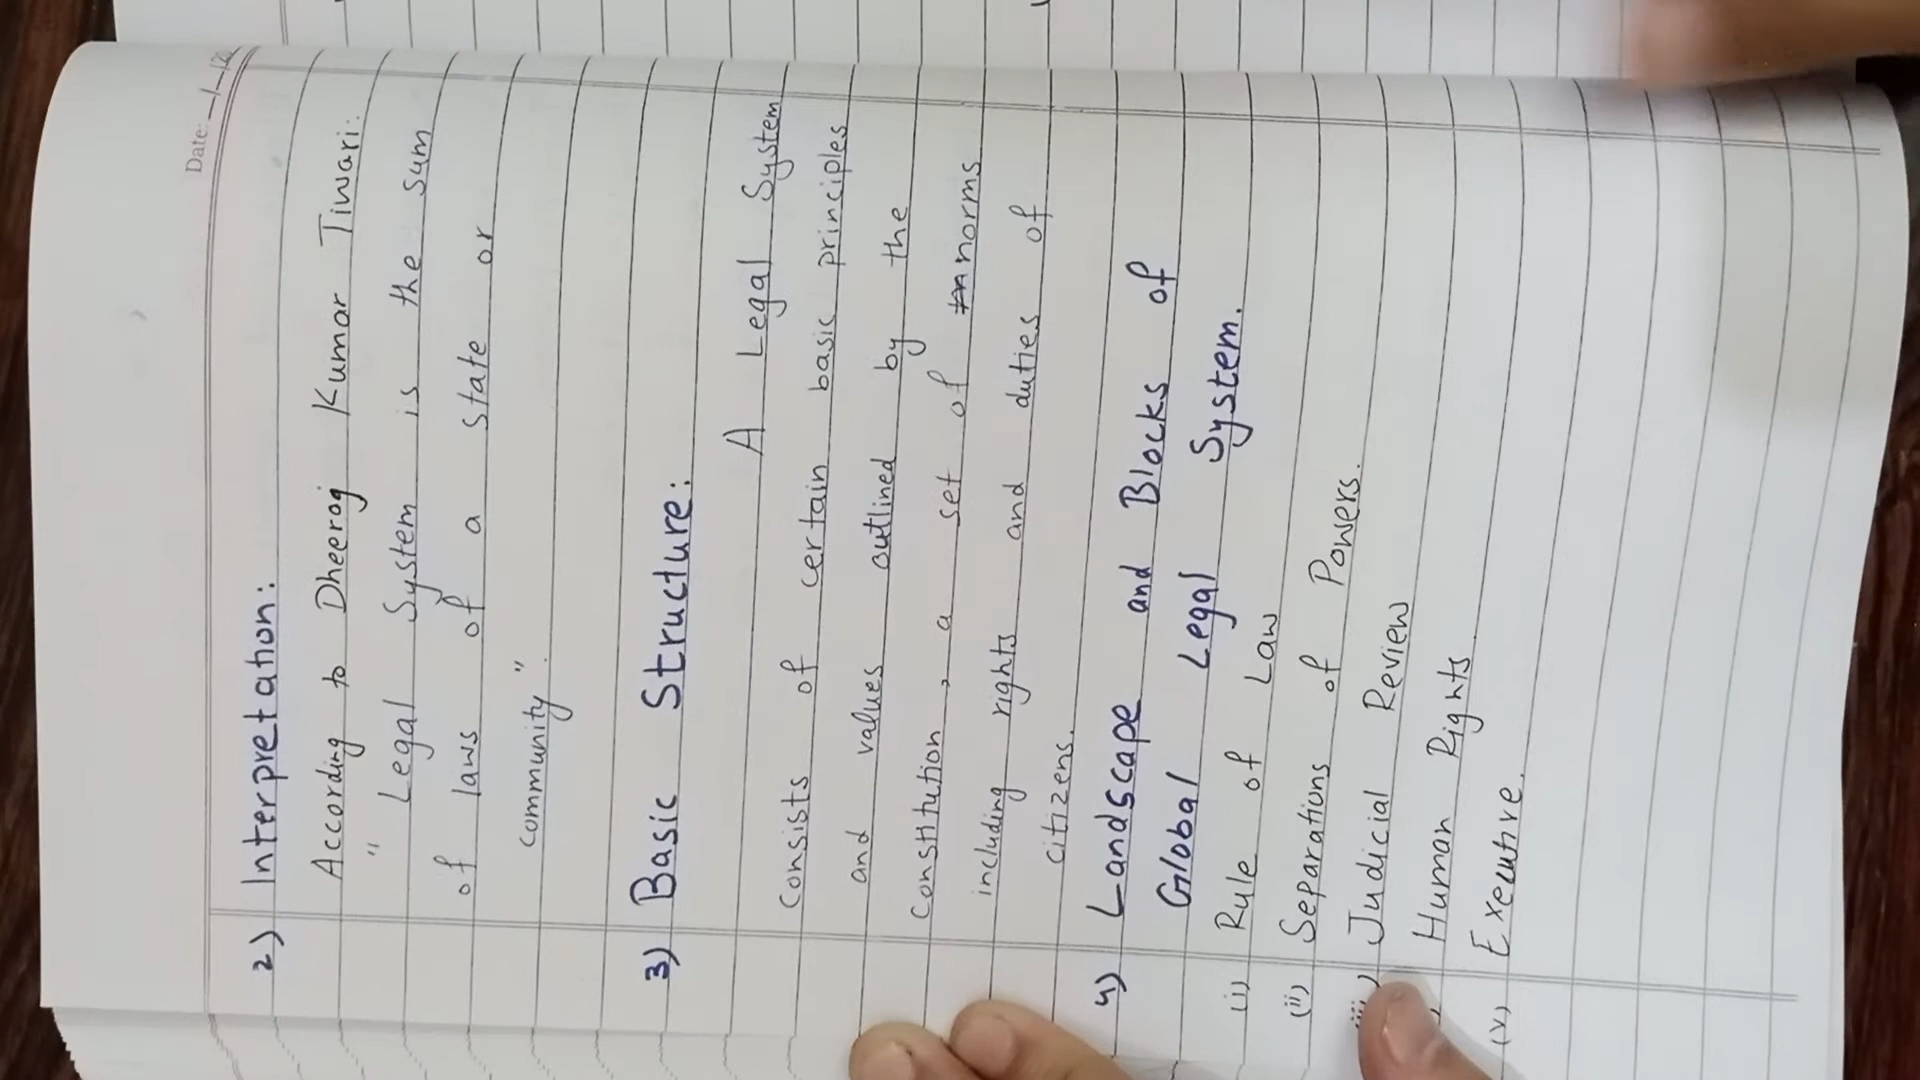 Date: / /20
2) Interpretation:
According to Dheeroj Kumar Tiwari:
" Legal System is the sum
of laws of a state or
community".
3) Basic Structure:
A Legal System
consists of certain basic principles
and values outlined by the
constitution, a set of norms
including rights and duties of
citizens.
4) Landscape and Blocks of
Global Legal System.
(i) Rule of Law
(ii) Separations of Powers.
iii) Judicial Review
) Human Rights
(v) Executive.